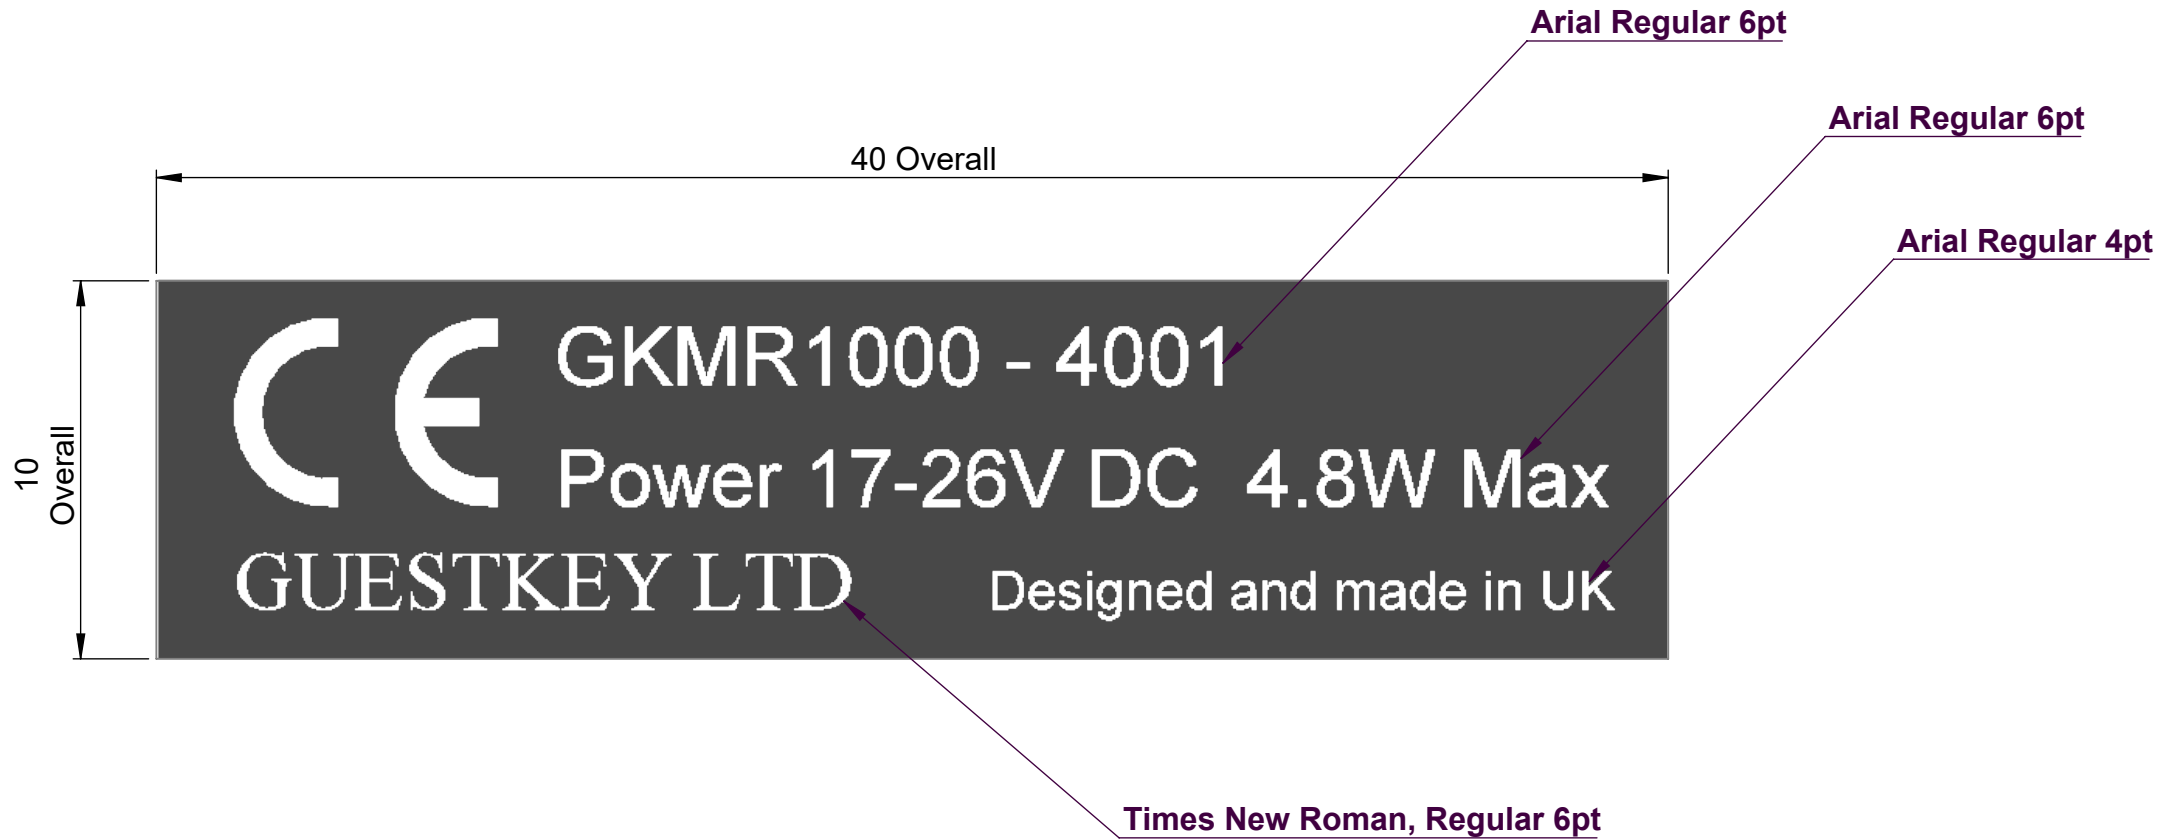 Arial Regular 6pt
Arial Regular 6pt
40 Overall
Arial Regular 4pt
10
Overall
CE
GKMR1000 - 4001
Power 17-26V DC  4.8W Max
GUESTKEY LTD
Designed and made in UK
Times New Roman, Regular 6pt